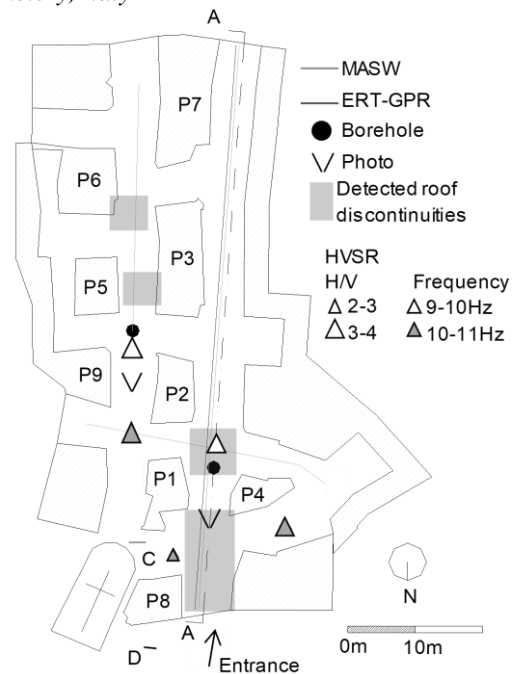 A
MASW
ERT-GPR
Borehole
Photo
Detected roof
discontinuities
HVSR
H/V Frequency
2-3 9-10Hz
3-4 10-11Hz
P7
P6
P3
P5
P9
P2
P1
P4
C
P8
A
D
N
Entrance
0m 10m